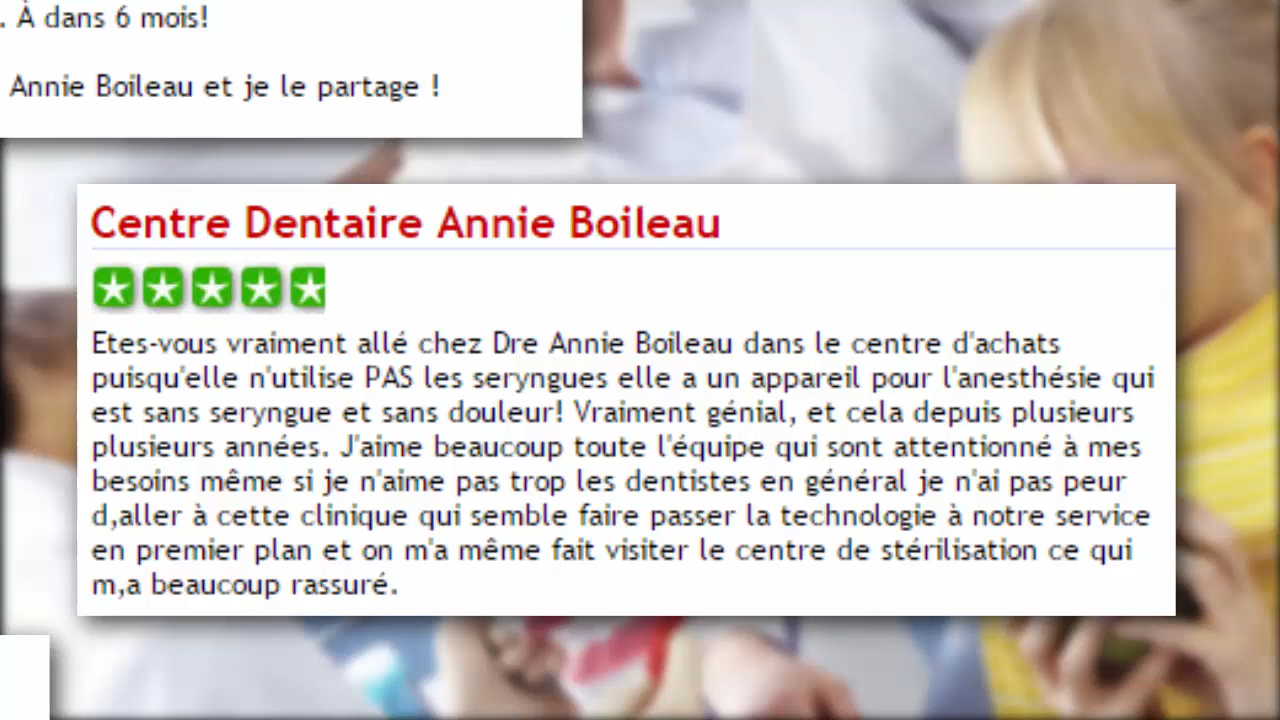 . À dans 6 mois!
Annie Boileau et je le partage !
Centre Dentaire Annie Boileau
Etes-vous vraiment allé chez Dre Annie Boileau dans le centre d'achats
puisqu'elle n'utilise PAS les seryngues elle a un appareil pour l'anesthésie qui
est sans seryngue et sans douleur! Vraiment génial, et cela depuis plusieurs
plusieurs années. J'aime beaucoup toute l'équipe qui sont attentionné à mes
besoins même si je n'aime pas trop les dentistes en général je n'ai pas peur
d,aller à cette clinique qui semble faire passer la technologie à notre service
en premier plan et on m'a même fait visiter le centre de stérilisation ce qui
m,a beaucoup rassuré.